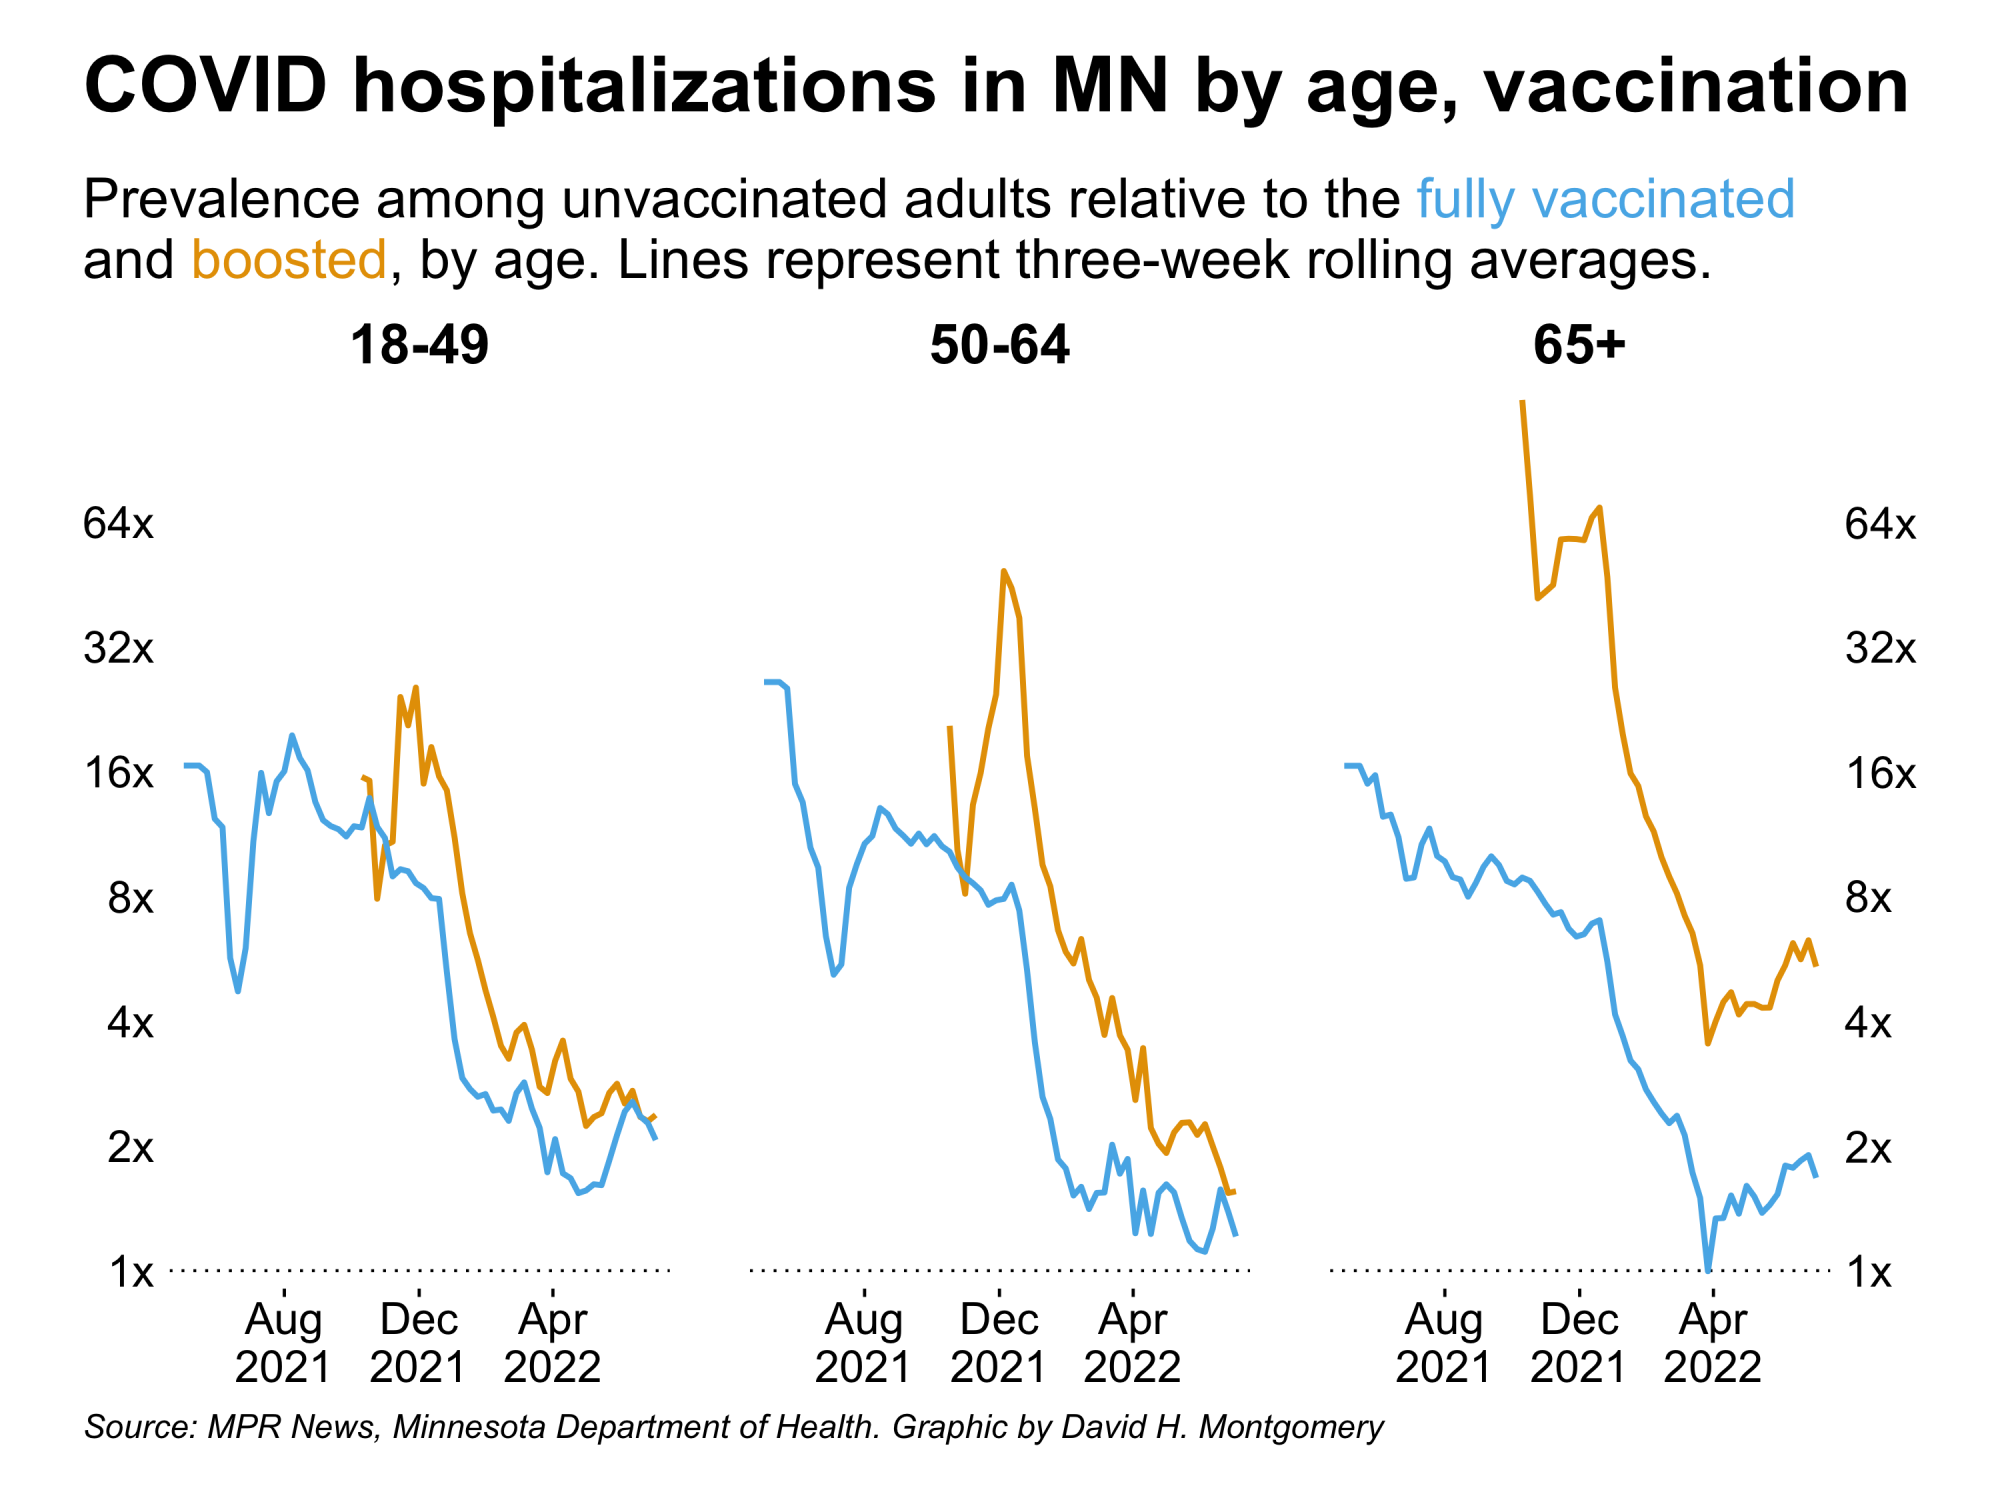 COVID hospitalizations in MN by age, vaccination
Prevalence among unvaccinated adults relative to the fully vaccinated
and boosted, by age. Lines represent three-week rolling averages.
18-49 50-64 65+
64x 64x
32x 32x
16x 16x
8x 8x
4x 4x
2x 2x
1x 1x
Aug Dec Apr Aug Dec Apr Aug Dec Apr
2021 2021 2022 2021 2021 2022 2021 2021 2022
Source: MPR News, Minnesota Department of Health. Graphic by David H. Montgomery